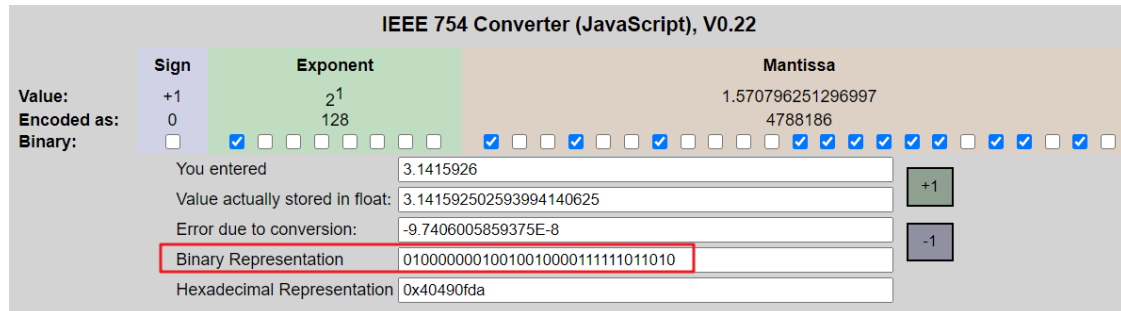 IEEE 754 Converter (JavaScript), V0.22
Sign Exponent Mantissa
Value: +1 2^1 1.570796251296997
Encoded as: 0 128 4788186
Binary:
You entered 3.1415926
Value actually stored in float: 3.141592502593994140625
Error due to conversion: -9.7406005859375E-8
Binary Representation 01000000010010010000111111011010
Hexadecimal Representation 0x40490fda
+1
-1